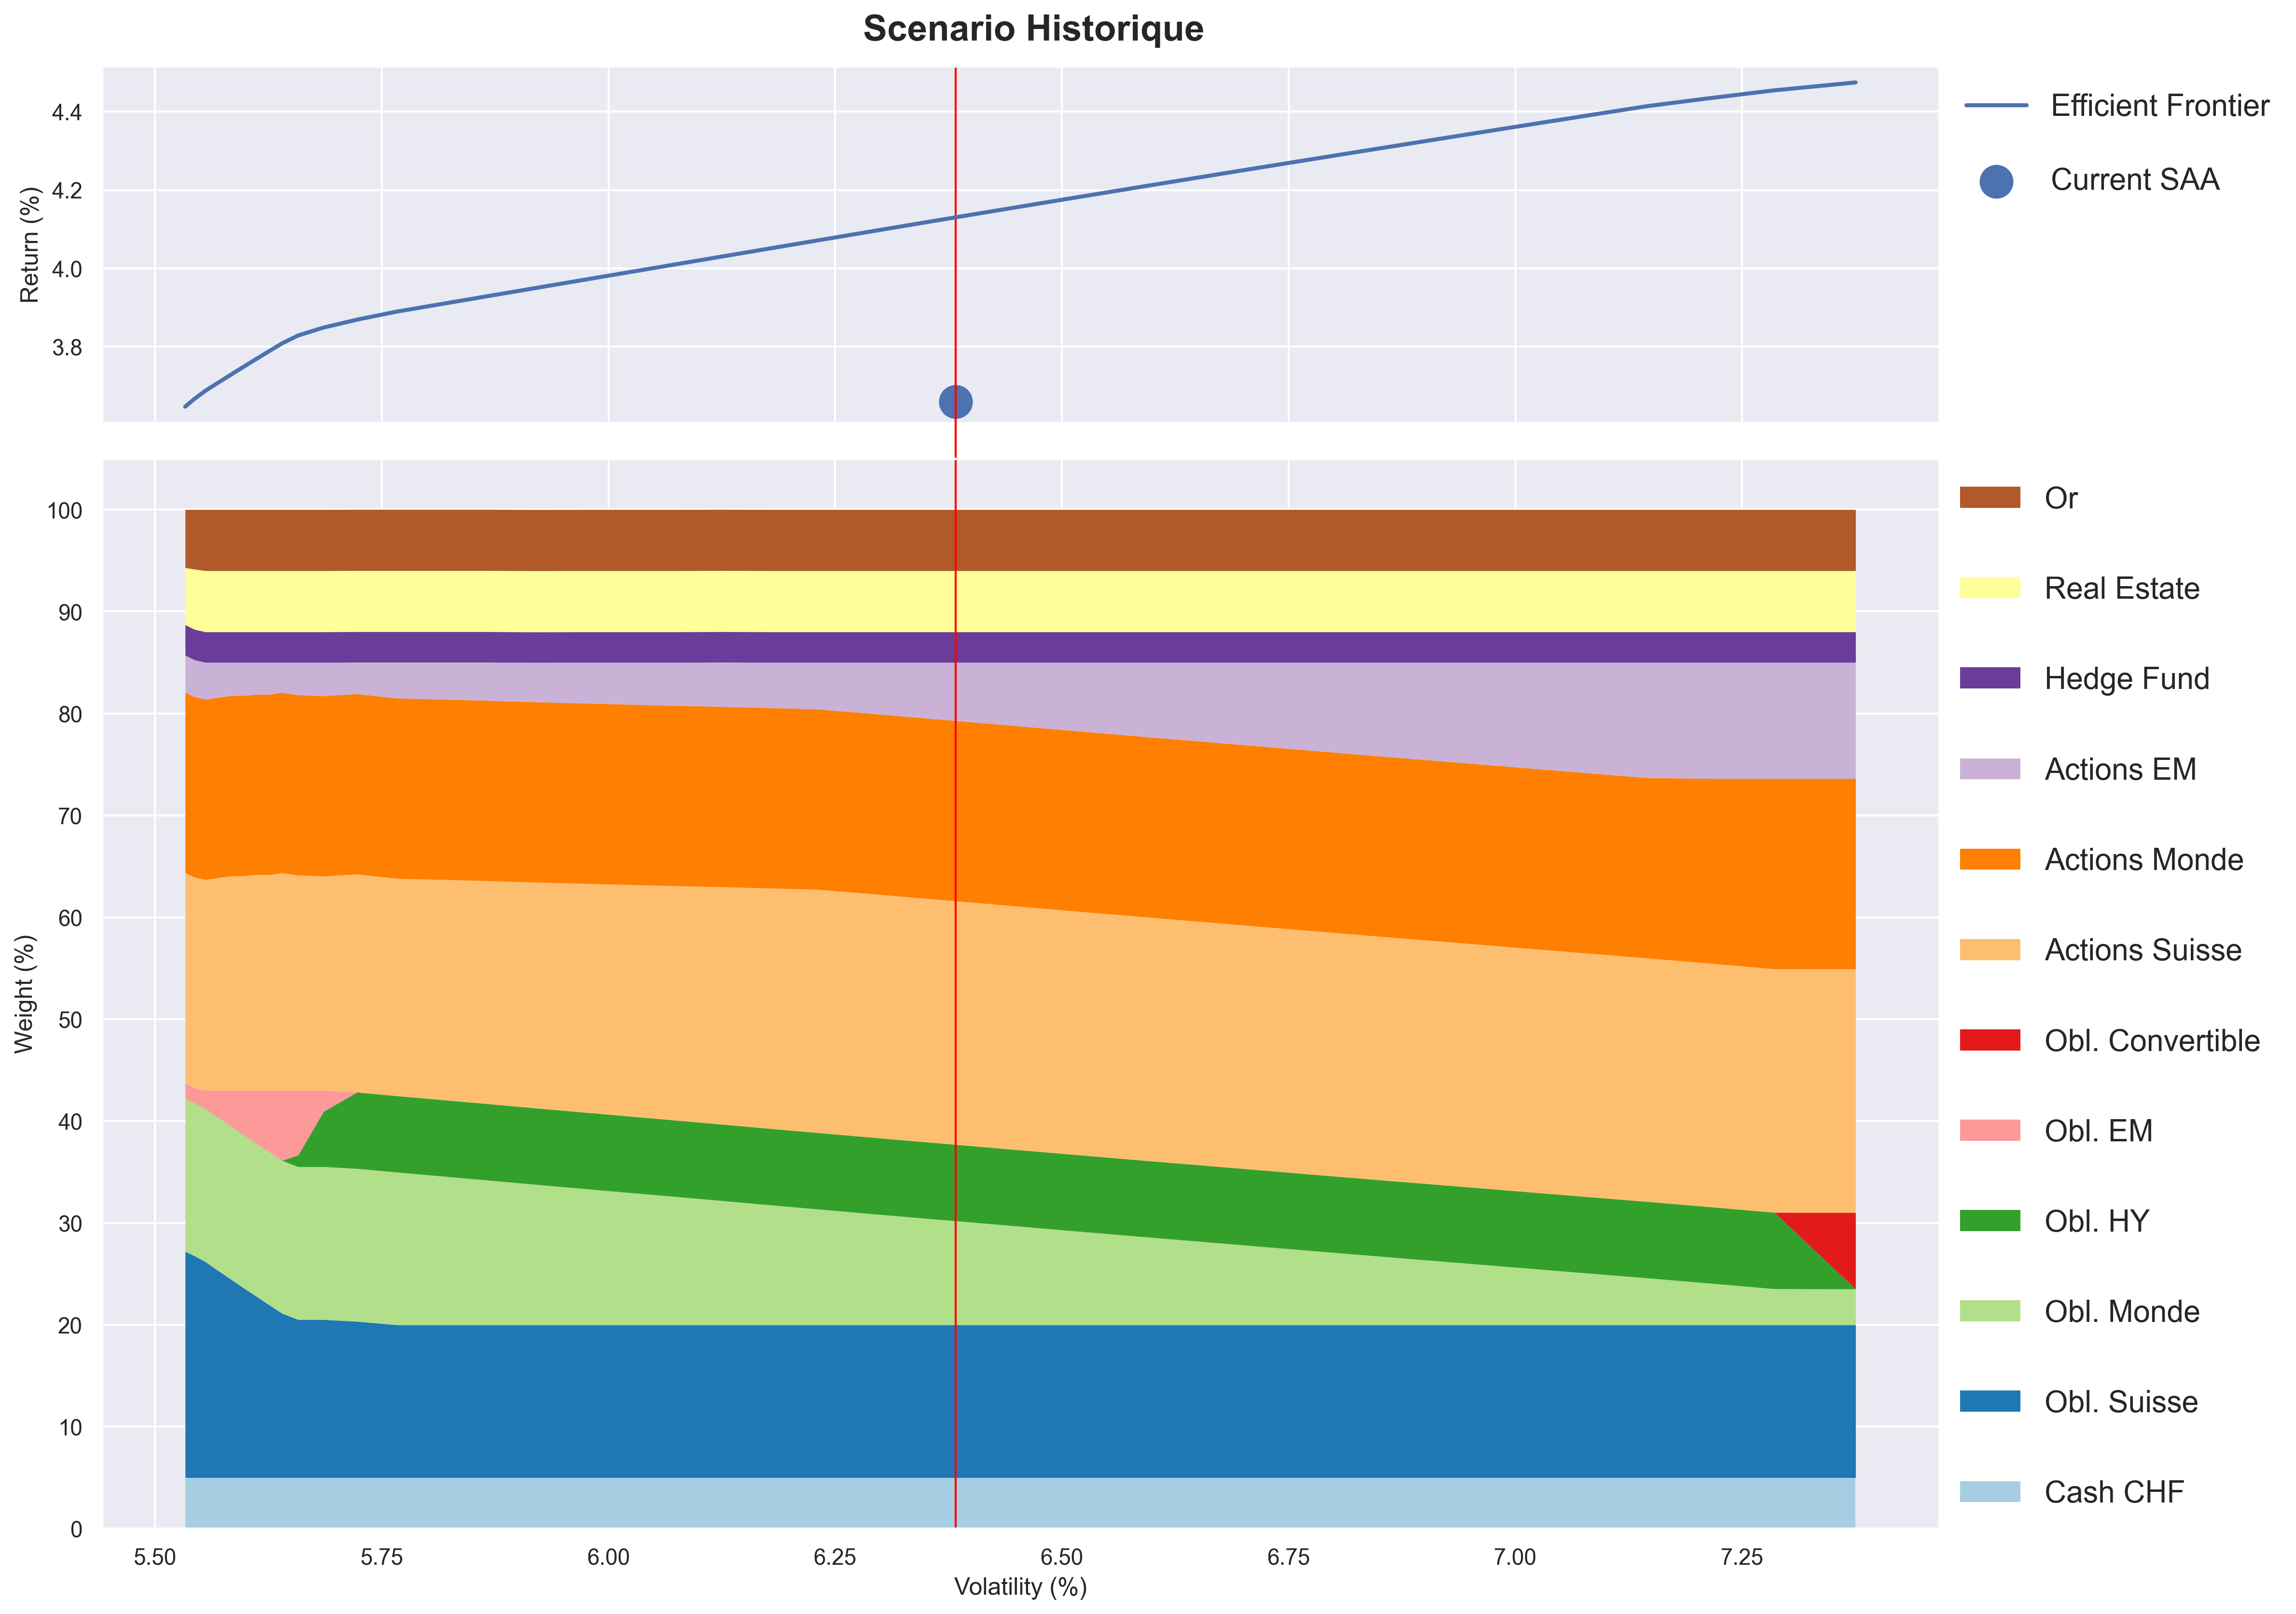 Scenario Historique
4.4
4.2
4.0
3.8
Return (%)
Efficient Frontier
Current SAA
100
90
80
70
60
50
40
30
20
10
0
Weight (%)
5.50 5.75 6.00 6.25 6.50 6.75 7.00 7.25
Volatility (%)
Or
Real Estate
Hedge Fund
Actions EM
Actions Monde
Actions Suisse
Obl. Convertible
Obl. EM
Obl. HY
Obl. Monde
Obl. Suisse
Cash CHF